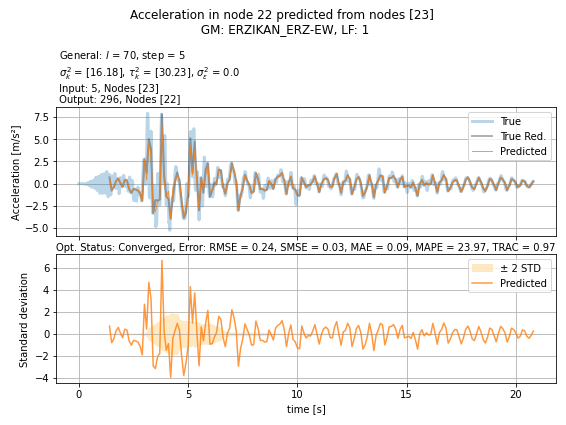 Acceleration in node 22 predicted from nodes [23]
GM: ERZIKAN_ERZ-EW, LF: 1
General: l = 70, step = 5
σ²ₖ = [16.18], τ²ₖ = [30.23], σ²ε = 0.0
Input: 5, Nodes [23]
Output: 296, Nodes [22]
Acceleration [m/s²]
7.5
5.0
2.5
0.0
−2.5
−5.0
True
True Red.
Predicted
Opt. Status: Converged, Error: RMSE = 0.24, SMSE = 0.03, MAE = 0.09, MAPE = 23.97, TRAC = 0.97
Standard deviation
6
4
2
0
−2
−4
± 2 STD
Predicted
0 5 10 15 20
time [s]